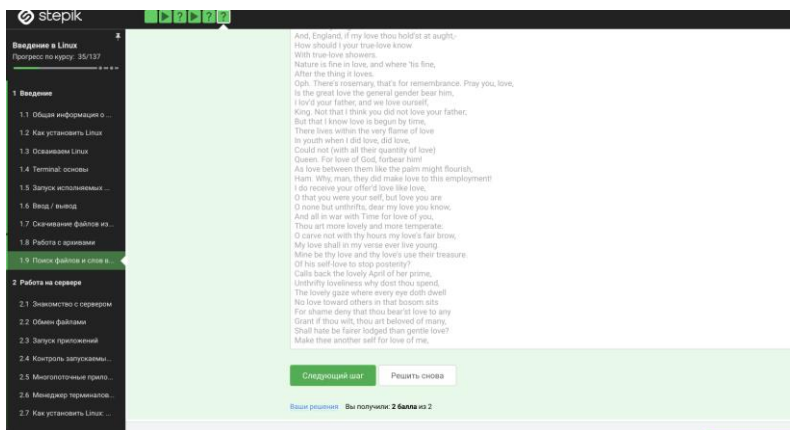 stepik
Введение в Linux
Прогресс по курсу: 35/137
1 Введение
1.1 Общая информация о ...
1.2 Как установить Linux
1.3 Осваиваем Linux
1.4 Terminal: основы
1.5 Запуск исполняемых ...
1.6 Ввод / вывод
1.7 Скачивание файлов из...
1.8 Работа с архивами
1.9 Поиск файлов и слов в...
2 Работа на сервере
2.1 Знакомство с сервером
2.2 Обмен файлами
2.3 Запуск приложений
2.4 Контроль запускаемы...
2.5 Многопоточные прило...
2.6 Менеджер терминалов...
2.7 Как установить Linux: ...
And, England, if my love thou hold'st at aught,-
How should I your true-love know
With true-love showers.
Nature is fine in love, and where 'tis fine,
After the thing it loves.
Oph. There's rosemary, that's for remembrance. Pray you, love,
Is the great love the general gender bear him,
I lov'd your father, and we love ourself,
King. Not that I think you did not love your father,
But that I know love is begun by time,
There lives within the very flame of love
In youth when I did love, did love,
Could not (with all their quantity of love)
Queen. For love of God, forbear him!
As love between them like the palm might flourish,
Ham. Why, man, they did make love to this employment!
I do receive your offer'd love like love,
O that you were your self, but love you are
O none but unthrifts, dear my love you know,
And all in war with Time for love of you,
Thou art more lovely and more temperate:
O carve not with thy hours my love's fair brow,
My love shall in my verse ever live young.
Mine be thy love and thy love's use their treasure.
Of his self-love to stop posterity?
Calls back the lovely April of her prime,
Unthrifty loveliness why dost thou spend,
The lovely gaze where every eye doth dwell
No love toward others in that bosom sits
For shame deny that thou bear'st love to any
Grant if thou wilt, thou art beloved of many,
Shall hate be fairer lodged than gentle love?
Make thee another self for love of me,
Следующий шаг
Решить снова
Ваши решения Вы получили: 2 балла из 2